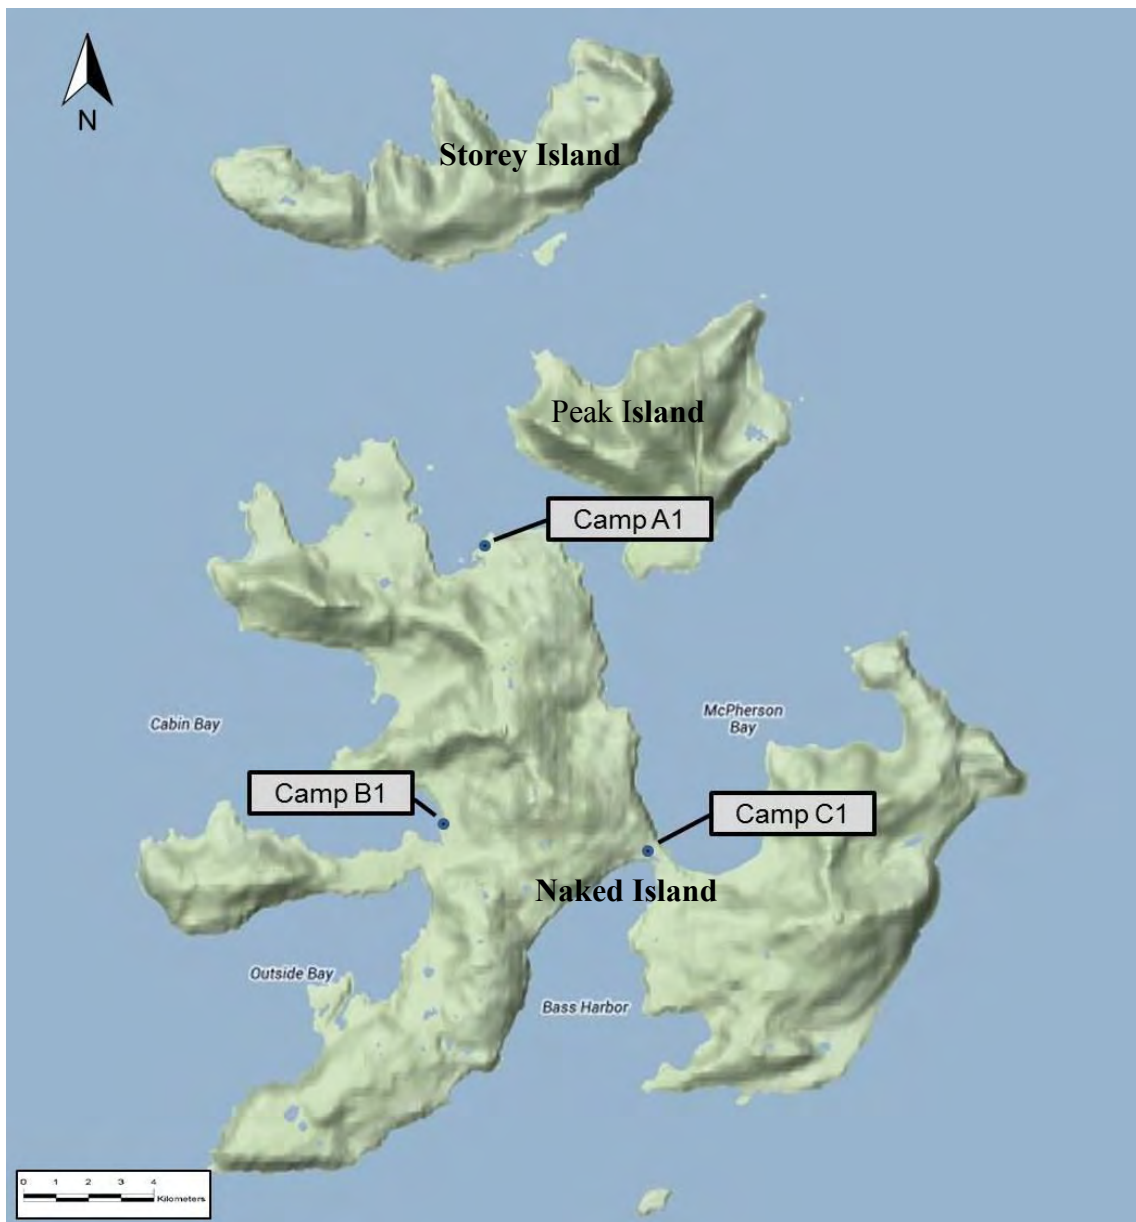 N
Storey Island
Peak Island
Camp A1
McPherson
Bay
Cabin Bay
Camp B1
Camp C1
Naked Island
Outside Bay
Bass Harbor
0 1 2 3 4
Kilometers